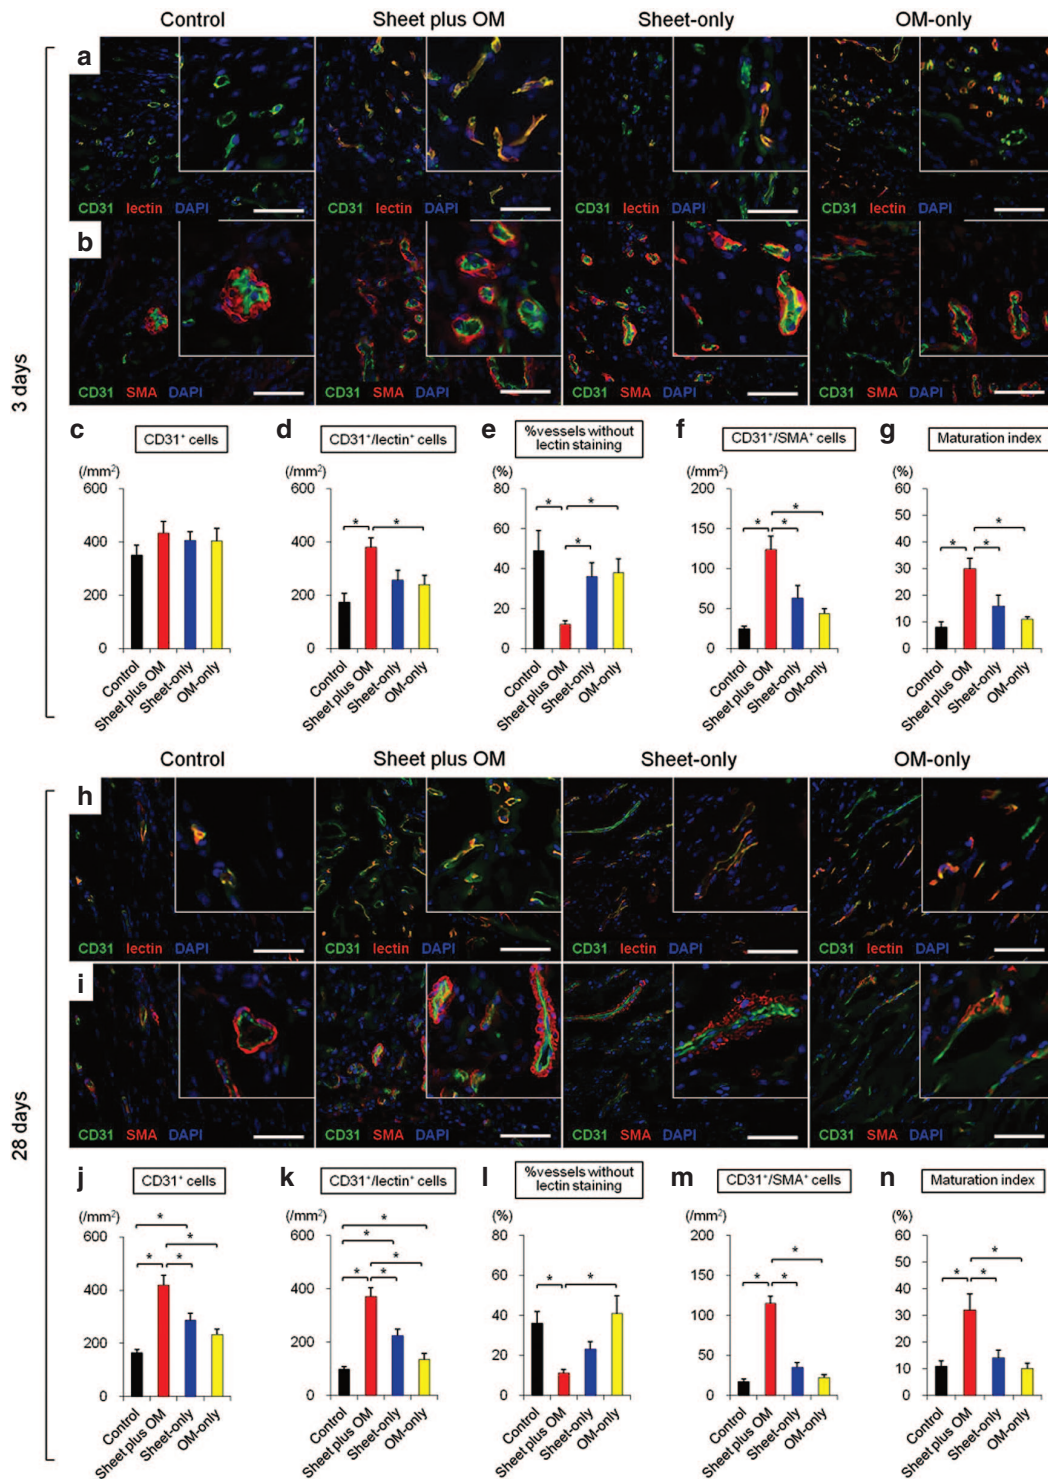 Control Sheet plus OM Sheet-only OM-only
3 days
a
CD31 lectin DAPI CD31 lectin DAPI CD31 lectin DAPI CD31 lectin DAPI
b
CD31 SMA DAPI CD31 SMA DAPI CD31 SMA DAPI CD31 SMA DAPI
c
CD31⁺ cells
(/mm²)
600
400
200
0
Control Sheet plus OM Sheet-only OM-only
d
CD31⁺/lectin⁺ cells
(/mm²)
600
400
200
0
* *
Control Sheet plus OM Sheet-only OM-only
e
%vessels without
lectin staining
(%)
80
60
40
20
0
* *
*
Control Sheet plus OM Sheet-only OM-only
f
CD31⁺/SMA⁺ cells
(/mm²)
200
150
100
50
0
*
* *
Control Sheet plus OM Sheet-only OM-only
g
Maturation index
(%)
60
50
40
30
20
10
0
*
* *
Control Sheet plus OM Sheet-only OM-only
28 days
Control Sheet plus OM Sheet-only OM-only
h
CD31 lectin DAPI CD31 lectin DAPI CD31 lectin DAPI CD31 lectin DAPI
i
CD31 SMA DAPI CD31 SMA DAPI CD31 SMA DAPI CD31 SMA DAPI
j
CD31⁺ cells
(/mm²)
600
400
200
0
*
*
* *
Control Sheet plus OM Sheet-only OM-only
k
CD31⁺/lectin⁺ cells
(/mm²)
600
400
200
0
*
*
*
* *
Control Sheet plus OM Sheet-only OM-only
l
%vessels without
lectin staining
(%)
80
60
40
20
0
* *
Control Sheet plus OM Sheet-only OM-only
m
CD31⁺/SMA⁺ cells
(/mm²)
200
150
100
50
0
*
* *
Control Sheet plus OM Sheet-only OM-only
n
Maturation index
(%)
60
50
40
30
20
10
0
*
* *
Control Sheet plus OM Sheet-only OM-only